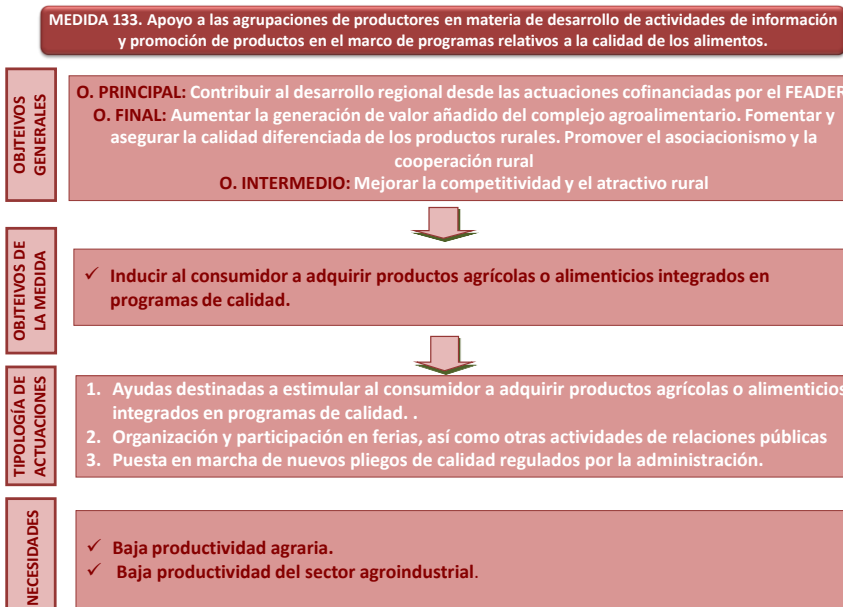 MEDIDA 133. Apoyo a las agrupaciones de productores en materia de desarrollo de actividades de información
y promoción de productos en el marco de programas relativos a la calidad de los alimentos.
OBJTEIVOS
GENERALES
O. PRINCIPAL: Contribuir al desarrollo regional desde las actuaciones cofinanciadas por el FEADER
O. FINAL: Aumentar la generación de valor añadido del complejo agroalimentario. Fomentar y
asegurar la calidad diferenciada de los productos rurales. Promover el asociacionismo y la
cooperación rural
O. INTERMEDIO: Mejorar la competitividad y el atractivo rural
OBJTEIVOS DE
LA MEDIDA
✓ Inducir al consumidor a adquirir productos agrícolas o alimenticios integrados en
programas de calidad.
TIPOLOGÍA DE
ACTUACIONES
1. Ayudas destinadas a estimular al consumidor a adquirir productos agrícolas o alimenticios
integrados en programas de calidad. .
2. Organización y participación en ferias, así como otras actividades de relaciones públicas
3. Puesta en marcha de nuevos pliegos de calidad regulados por la administración.
NECESIDADES
✓ Baja productividad agraria.
✓ Baja productividad del sector agroindustrial.